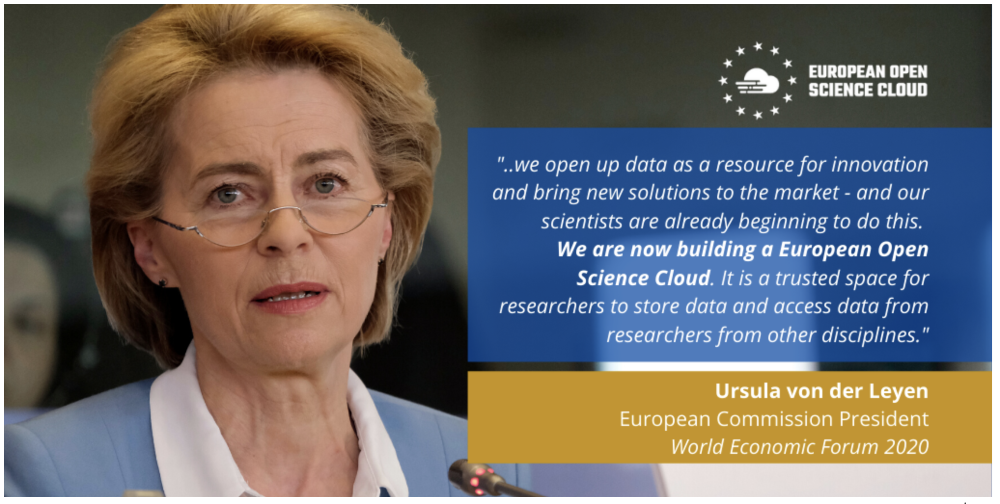 EUROPEAN OPEN
SCIENCE CLOUD
"..we open up data as a resource for innovation
and bring new solutions to the market - and our
scientists are already beginning to do this.
We are now building a European Open
Science Cloud. It is a trusted space for
researchers to store data and access data from
researchers from other disciplines."
Ursula von der Leyen
European Commission President
World Economic Forum 2020